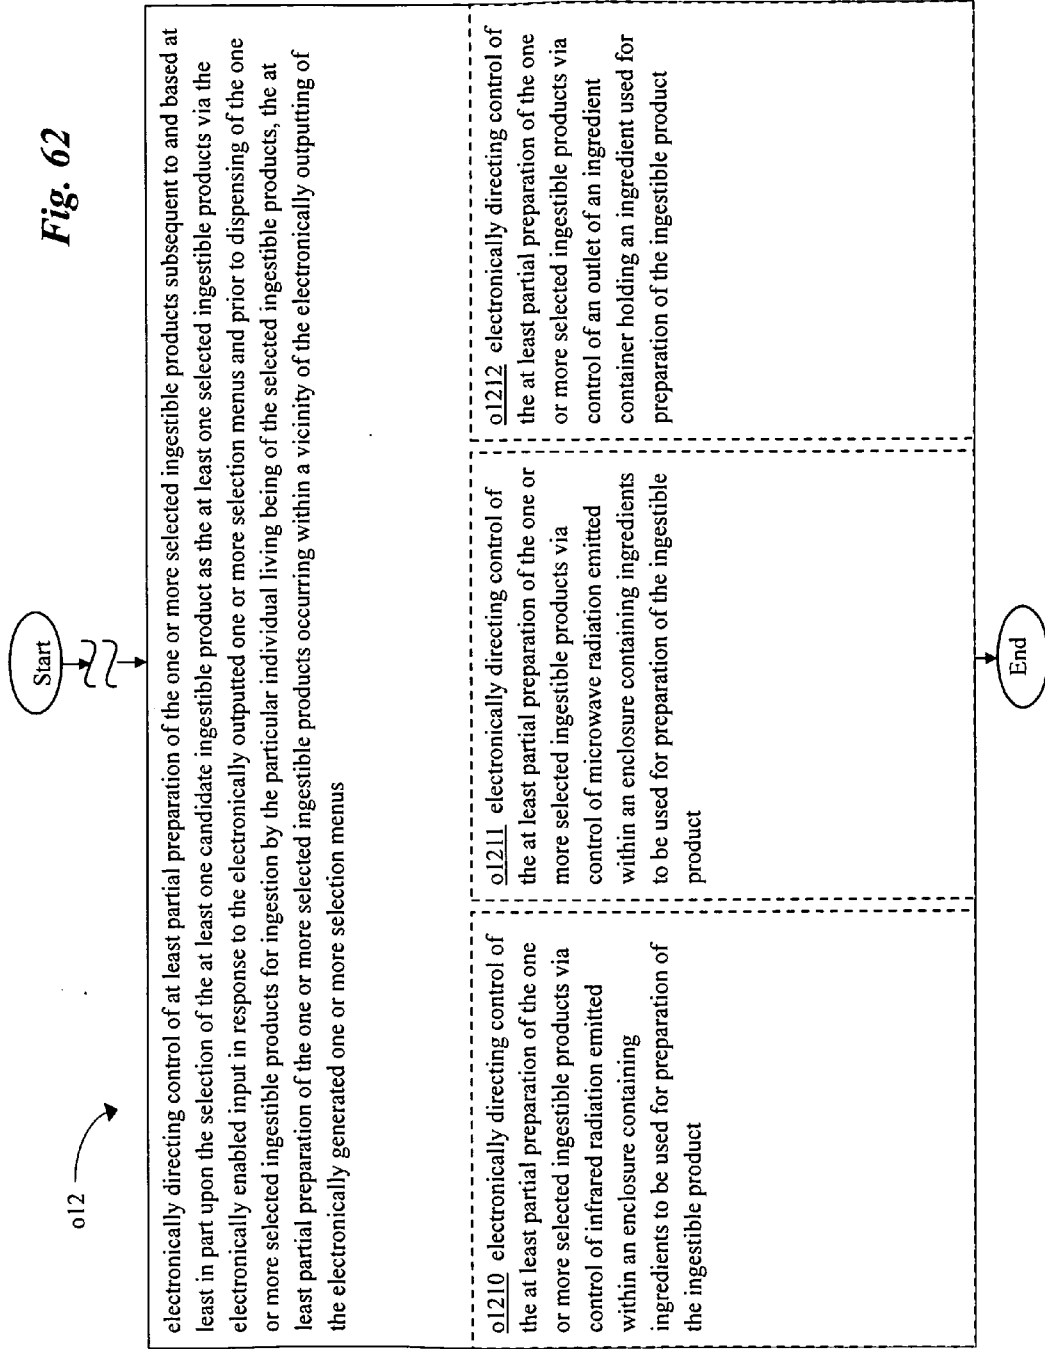 Fig. 62
Start
o12
electronically directing control of at least partial preparation of the one or more selected ingestible products subsequent to and based at
least in part upon the selection of the at least one candidate ingestible product as the at least one selected ingestible products via the
electronically enabled input in response to the electronically outputted one or more selection menus and prior to dispensing of the one
or more selected ingestible products for ingestion by the particular individual living being of the selected ingestible products, the at
least partial preparation of the one or more selected ingestible products occurring within a vicinity of the electronically outputting of
the electronically generated one or more selection menus
o1210 electronically directing control of
the at least partial preparation of the one
or more selected ingestible products via
control of infrared radiation emitted
within an enclosure containing
ingredients to be used for preparation of
the ingestible product
o1211 electronically directing control of
the at least partial preparation of the one or
more selected ingestible products via
control of microwave radiation emitted
within an enclosure containing ingredients
to be used for preparation of the ingestible
product
o1212 electronically directing control of
the at least partial preparation of the one
or more selected ingestible products via
control of an outlet of an ingredient
container holding an ingredient used for
preparation of the ingestible product
End